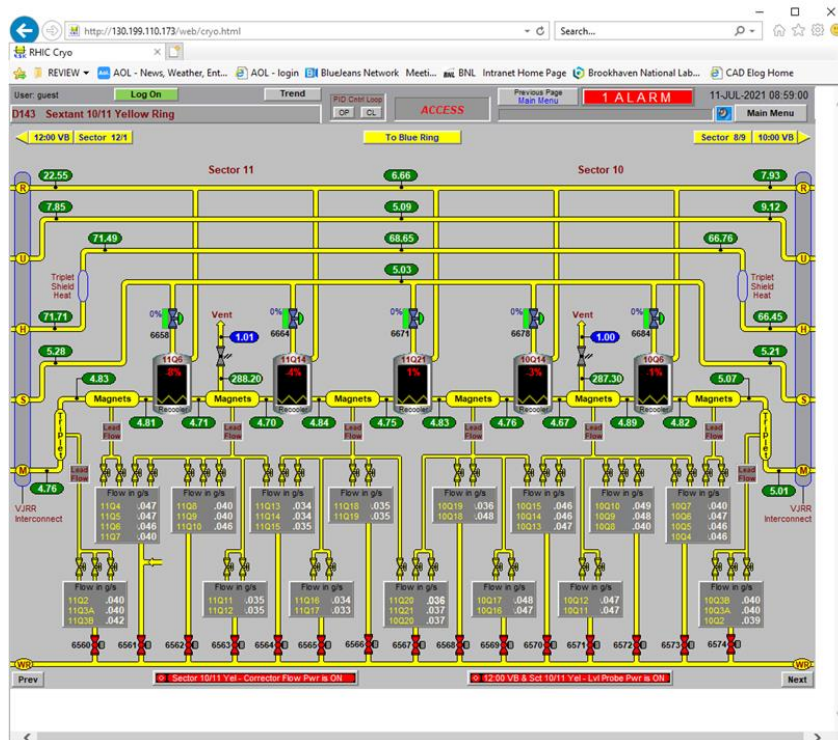 http://130.199.110.173/web/cryo.html
Search...
RHIC Cryo
REVIEW
AOL - News, Weather, Ent...
AOL - login
BlueJeans Network Meeti...
BNL Intranet Home Page
Brookhaven National Lab...
CAD Elog Home
User: guest
Log On
Trend
PID Cntrl Loop
OP
CL
ACCESS
Previous Page
Main Menu
1 ALARM
11-JUL-2021 08:59:00
D143 Sextant 10/11 Yellow Ring
Main Menu
12:00 VB
Sector 12/1
To Blue Ring
Sector 8/9
10:00 VB
Sector 11
Sector 10
R
22.55
6.66
7.93
R
7.85
5.09
9.12
71.49
68.65
66.76
U
U
5.03
Triplet
Shield
Heat
Triplet
Shield
Heat
71.71
66.45
H
H
0%
6658
Vent
1.01
0%
6664
0%
6671
0%
6678
Vent
1.00
0%
6684
5.28
5.21
11Q6
-8%
Recooler
11Q14
-4%
Recooler
11Q21
1%
Recooler
10Q14
-3%
Recooler
10Q6
-1%
Recooler
288.20
287.30
4.83
5.07
S
S
Magnets
Magnets
Magnets
Magnets
Magnets
Magnets
4.81
4.71
4.70
4.84
4.75
4.83
4.76
4.67
4.89
4.82
Triplet
Triplet
Lead
Flow
Lead
Flow
Lead
Flow
Lead
Flow
Lead
Flow
Lead
Flow
Lead
Flow
Lead
Flow
M
M
4.76
5.01
VJRR
Interconnect
VJRR
Interconnect
Flow in g/s
11Q4 .047
11Q5 .047
11Q6 .046
11Q7 .040
Flow in g/s
11Q8 .040
11Q9 .040
11Q10 .046
Flow in g/s
11Q13 .034
11Q14 .034
11Q15 .035
Flow in g/s
11Q18 .035
11Q19 .035
Flow in g/s
10Q19 .036
10Q18 .048
Flow in g/s
10Q15 .046
10Q14 .046
10Q13 .047
Flow in g/s
10Q10 .049
10Q9 .048
10Q8 .040
Flow in g/s
10Q7 .040
10Q6 .047
10Q5 .046
10Q4 .046
Flow in g/s
11Q2 .040
11Q3A .040
11Q3B .042
Flow in g/s
11Q11 .035
11Q12 .035
Flow in g/s
11Q16 .034
11Q17 .033
Flow in g/s
11Q20 .036
11Q21 .037
10Q20 .037
Flow in g/s
10Q17 .048
10Q16 .047
Flow in g/s
10Q12 .047
10Q11 .047
Flow in g/s
10Q3B .040
10Q3A .040
10Q2 .039
6560
6561
6562
6563
6564
6565
6566
6567
6568
6569
6570
6571
6572
6573
6574
WR
WR
Prev
Sector 10/11 Yel - Corrector Flow Pwr is ON
12:00 VB & Sct 10/11 Yel - Lvl Probe Pwr is ON
Next